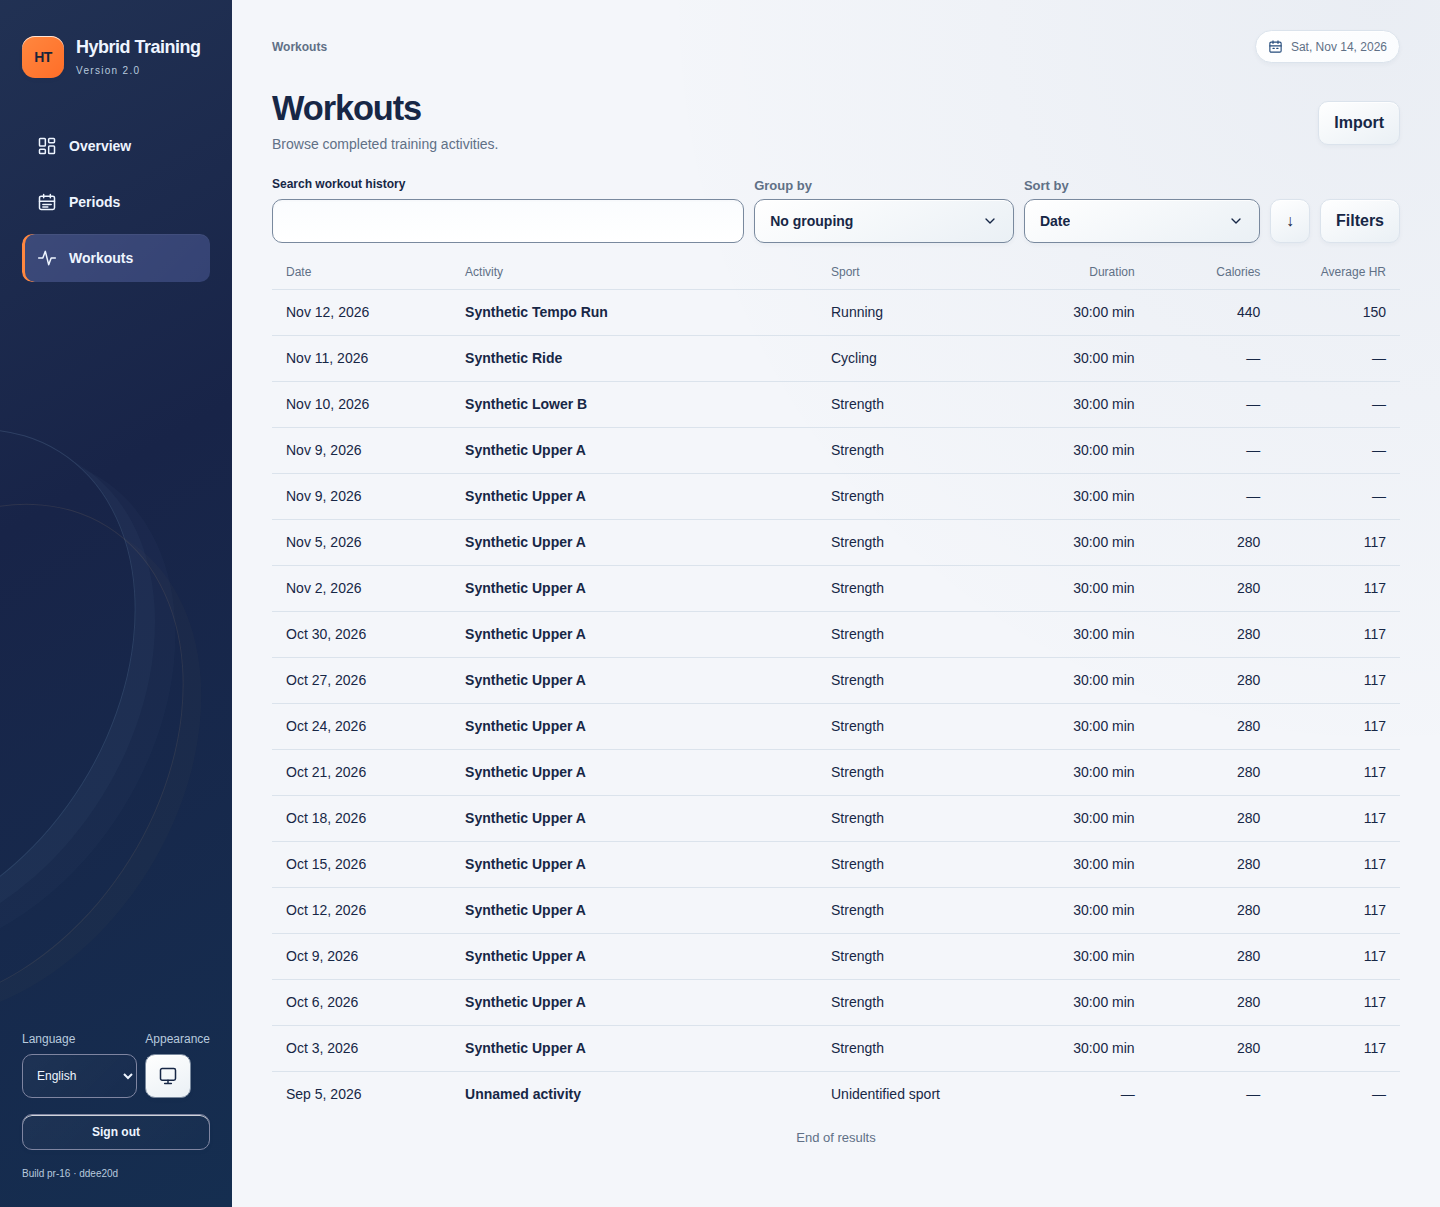 HT
Hybrid Training
Version 2.0
Overview
Periods
Workouts
Language
Appearance
English
Sign out
Build pr-16 · ddee20d
Workouts
Sat, Nov 14, 2026
Workouts
Browse completed training activities.
Import
Search workout history
Group by
Sort by
No grouping
Date
↓
Filters
Date Activity Sport Duration Calories Average HR
Nov 12, 2026 Synthetic Tempo Run Running 30:00 min 440 150
Nov 11, 2026 Synthetic Ride Cycling 30:00 min — —
Nov 10, 2026 Synthetic Lower B Strength 30:00 min — —
Nov 9, 2026 Synthetic Upper A Strength 30:00 min — —
Nov 9, 2026 Synthetic Upper A Strength 30:00 min — —
Nov 5, 2026 Synthetic Upper A Strength 30:00 min 280 117
Nov 2, 2026 Synthetic Upper A Strength 30:00 min 280 117
Oct 30, 2026 Synthetic Upper A Strength 30:00 min 280 117
Oct 27, 2026 Synthetic Upper A Strength 30:00 min 280 117
Oct 24, 2026 Synthetic Upper A Strength 30:00 min 280 117
Oct 21, 2026 Synthetic Upper A Strength 30:00 min 280 117
Oct 18, 2026 Synthetic Upper A Strength 30:00 min 280 117
Oct 15, 2026 Synthetic Upper A Strength 30:00 min 280 117
Oct 12, 2026 Synthetic Upper A Strength 30:00 min 280 117
Oct 9, 2026 Synthetic Upper A Strength 30:00 min 280 117
Oct 6, 2026 Synthetic Upper A Strength 30:00 min 280 117
Oct 3, 2026 Synthetic Upper A Strength 30:00 min 280 117
Sep 5, 2026 Unnamed activity Unidentified sport — — —
End of results